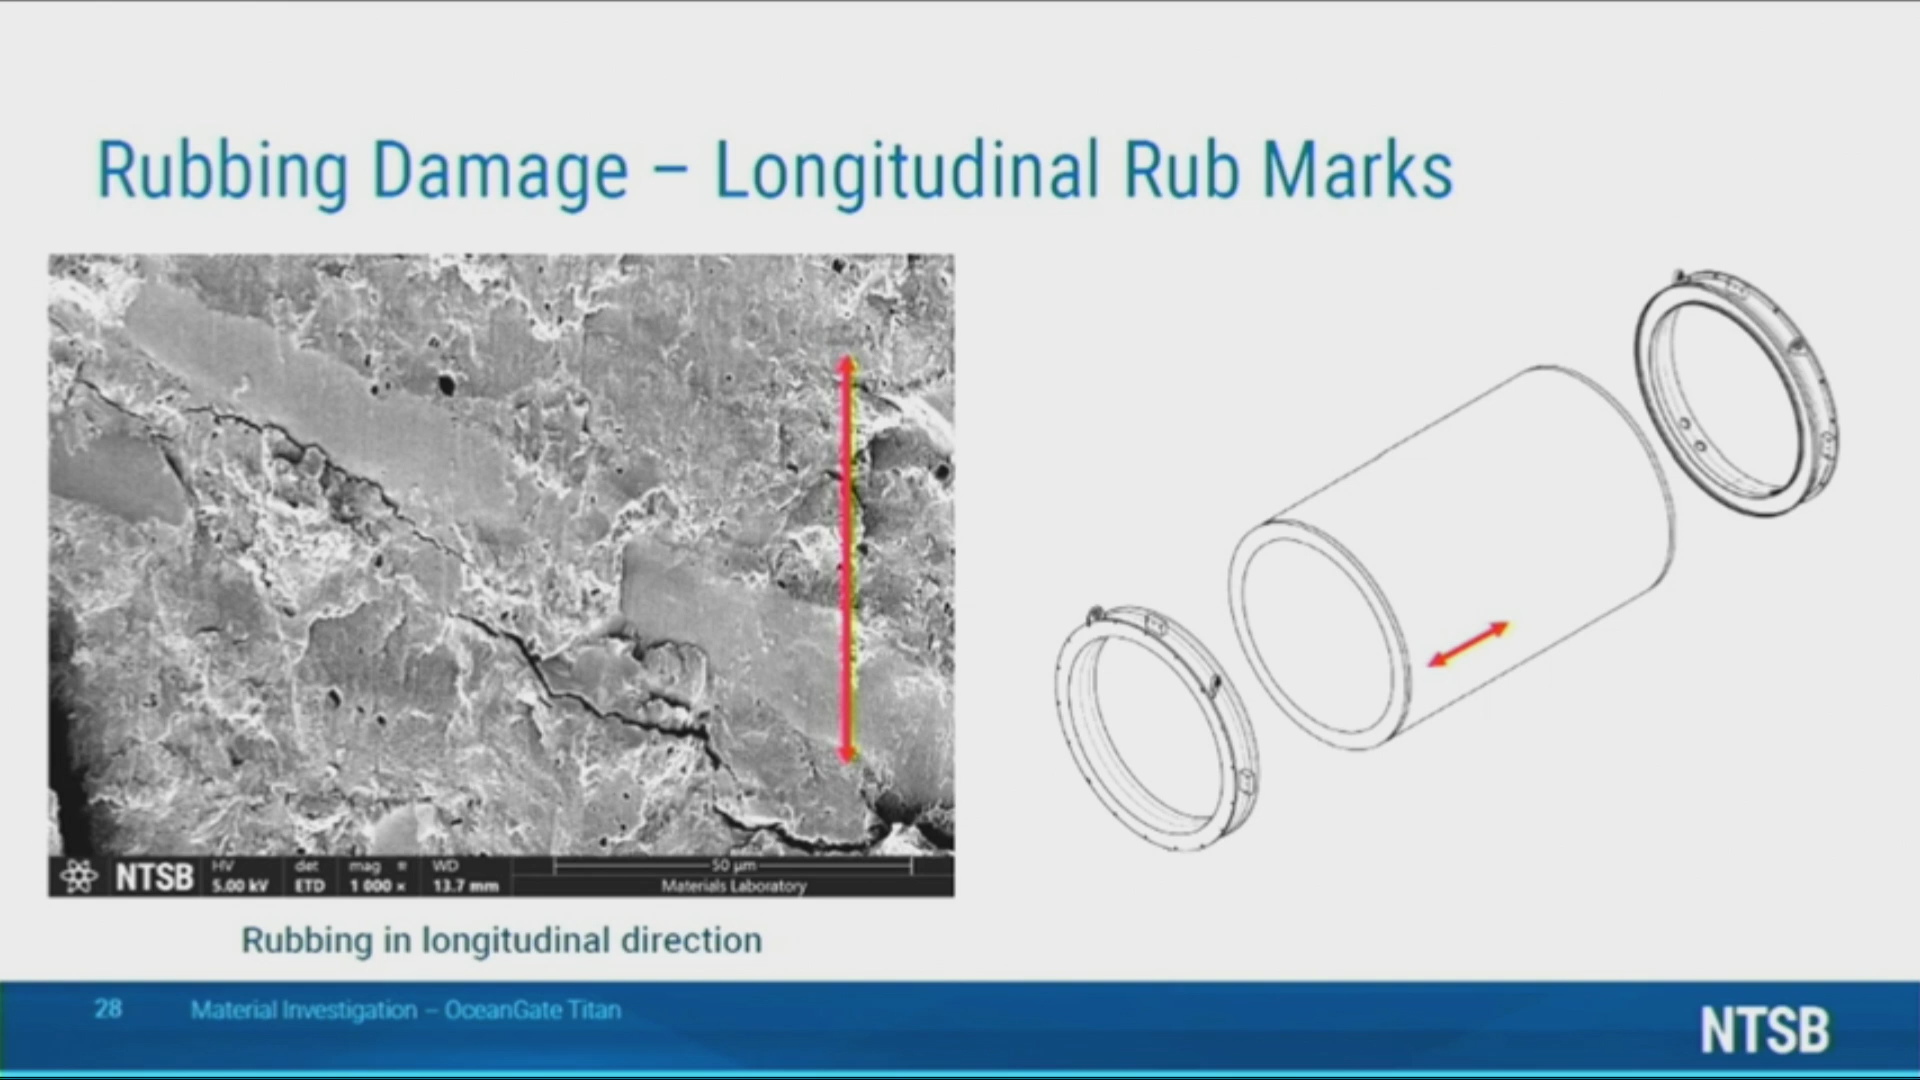 Rubbing Damage – Longitudinal Rub Marks
NTSB
HV
5.00 kV
det
ETD
mag
1 000 ×
WD
13.7 mm
50 µm
Materials Laboratory
Rubbing in longitudinal direction
28
Material Investigation – OceanGate Titan
NTSB